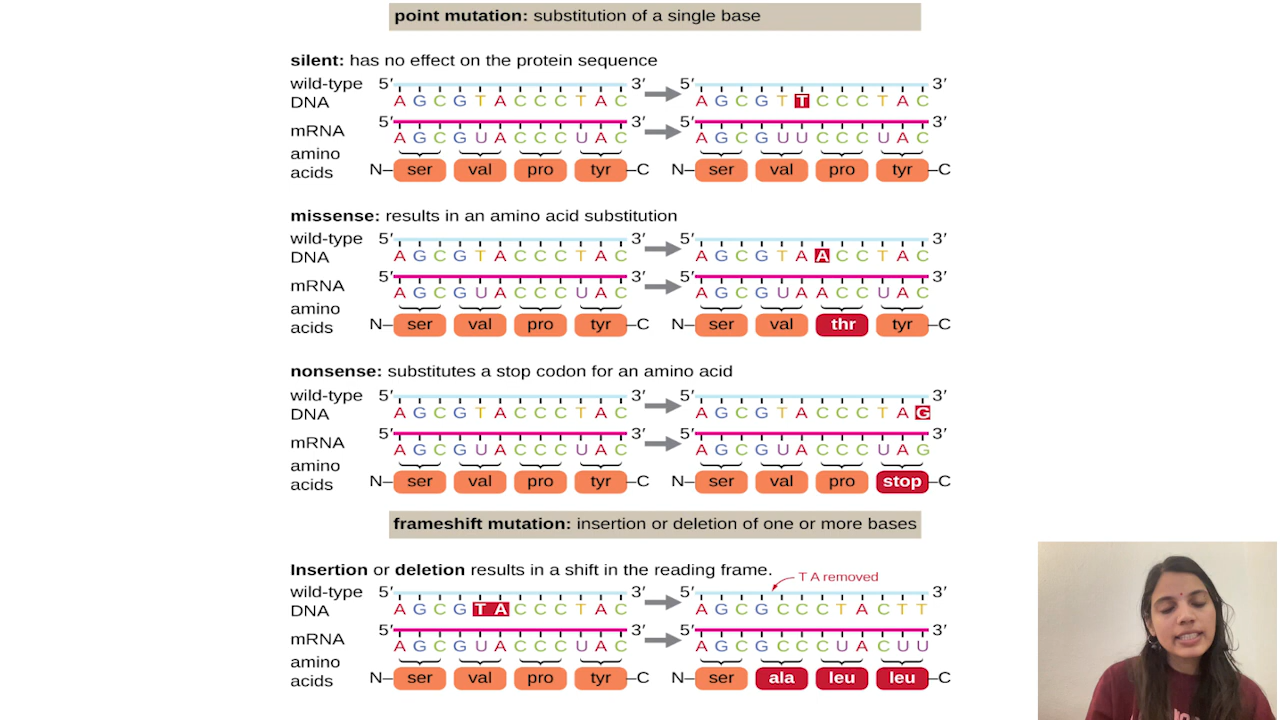 point mutation: substitution of a single base
silent: has no effect on the protein sequence
wild-type DNA 5′ A G C G T A C C C T A C 3′ 5′ A G C G T T C C C T A C 3′
mRNA 5′ A G C G U A C C C U A C 5′ A G C G U U C C C U A C
amino acids N– ser val pro tyr –C N– ser val pro tyr –C
missense: results in an amino acid substitution
wild-type DNA 5′ A G C G T A C C C T A C 3′ 5′ A G C G T A A C C T A C 3′
mRNA 5′ A G C G U A C C C U A C 3′ 5′ A G C G U A A C C U A C 3′
amino acids N– ser val pro tyr –C N– ser val thr tyr –C
nonsense: substitutes a stop codon for an amino acid
wild-type DNA 5′ A G C G T A C C C T A C 3′ 5′ A G C G T A C C C T A G 3′
mRNA 5′ A G C G U A C C C U A C 3′ 5′ A G C G U A C C C U A G 3′
amino acids N– ser val pro tyr –C N– ser val pro stop –C
frameshift mutation: insertion or deletion of one or more bases
Insertion or deletion results in a shift in the reading frame.
T A removed
wild-type DNA 5′ A G C G T A C C C T A C 3′ 5′ A G C G C C C T A C T T 3′
mRNA 5′ A G C G U A C C C U A C 3′ 5′ A G C G C C C U A C U U 3′
amino acids N– ser val pro tyr –C N– ser ala leu leu –C